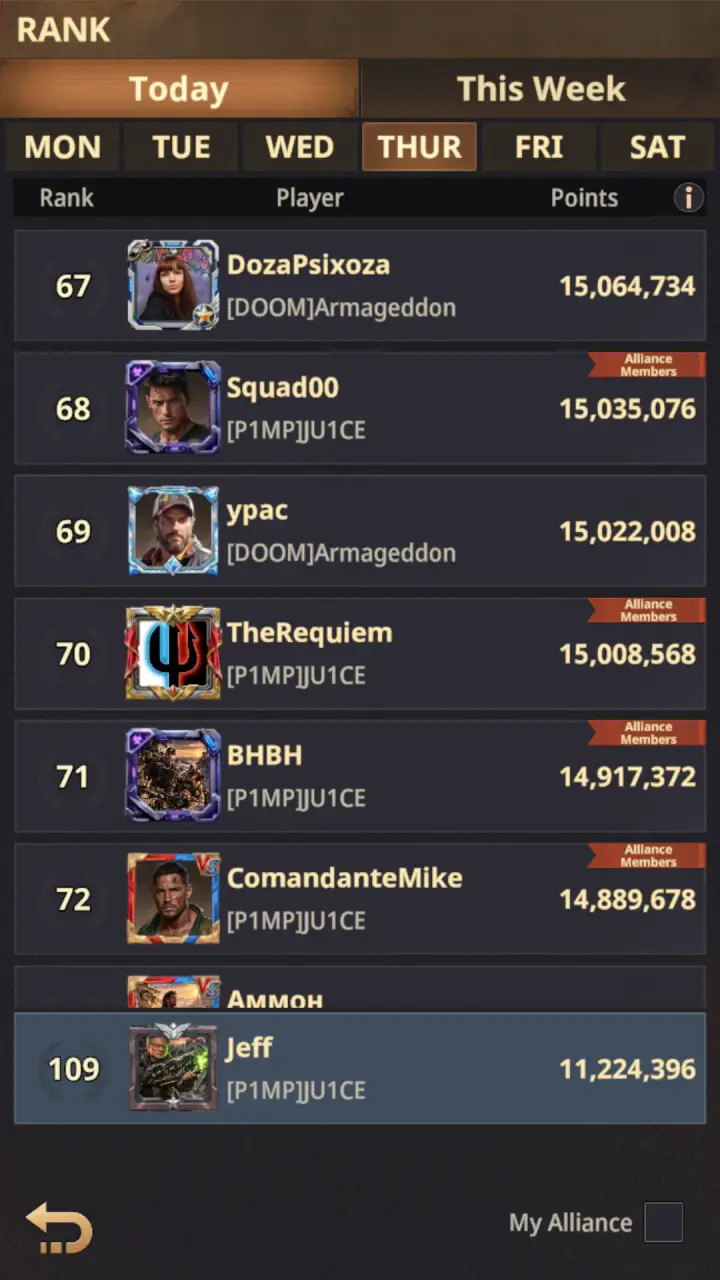 RANK
Today
This Week
MON
TUE
WED
THUR
FRI
SAT
Rank
Player
Points
i
67
DozaPsixoza
[DOOM]Armageddon
15,064,734
Alliance
Members
68
Squad00
[P1MP]JU1CE
15,035,076
69
ypac
[DOOM]Armageddon
15,022,008
Alliance
Members
70
TheRequiem
[P1MP]JU1CE
15,008,568
Alliance
Members
71
BHBH
[P1MP]JU1CE
14,917,372
Alliance
Members
72
VS
ComandanteMike
[P1MP]JU1CE
14,889,678
VS
Аммон
109
Jeff
[P1MP]JU1CE
11,224,396
My Alliance